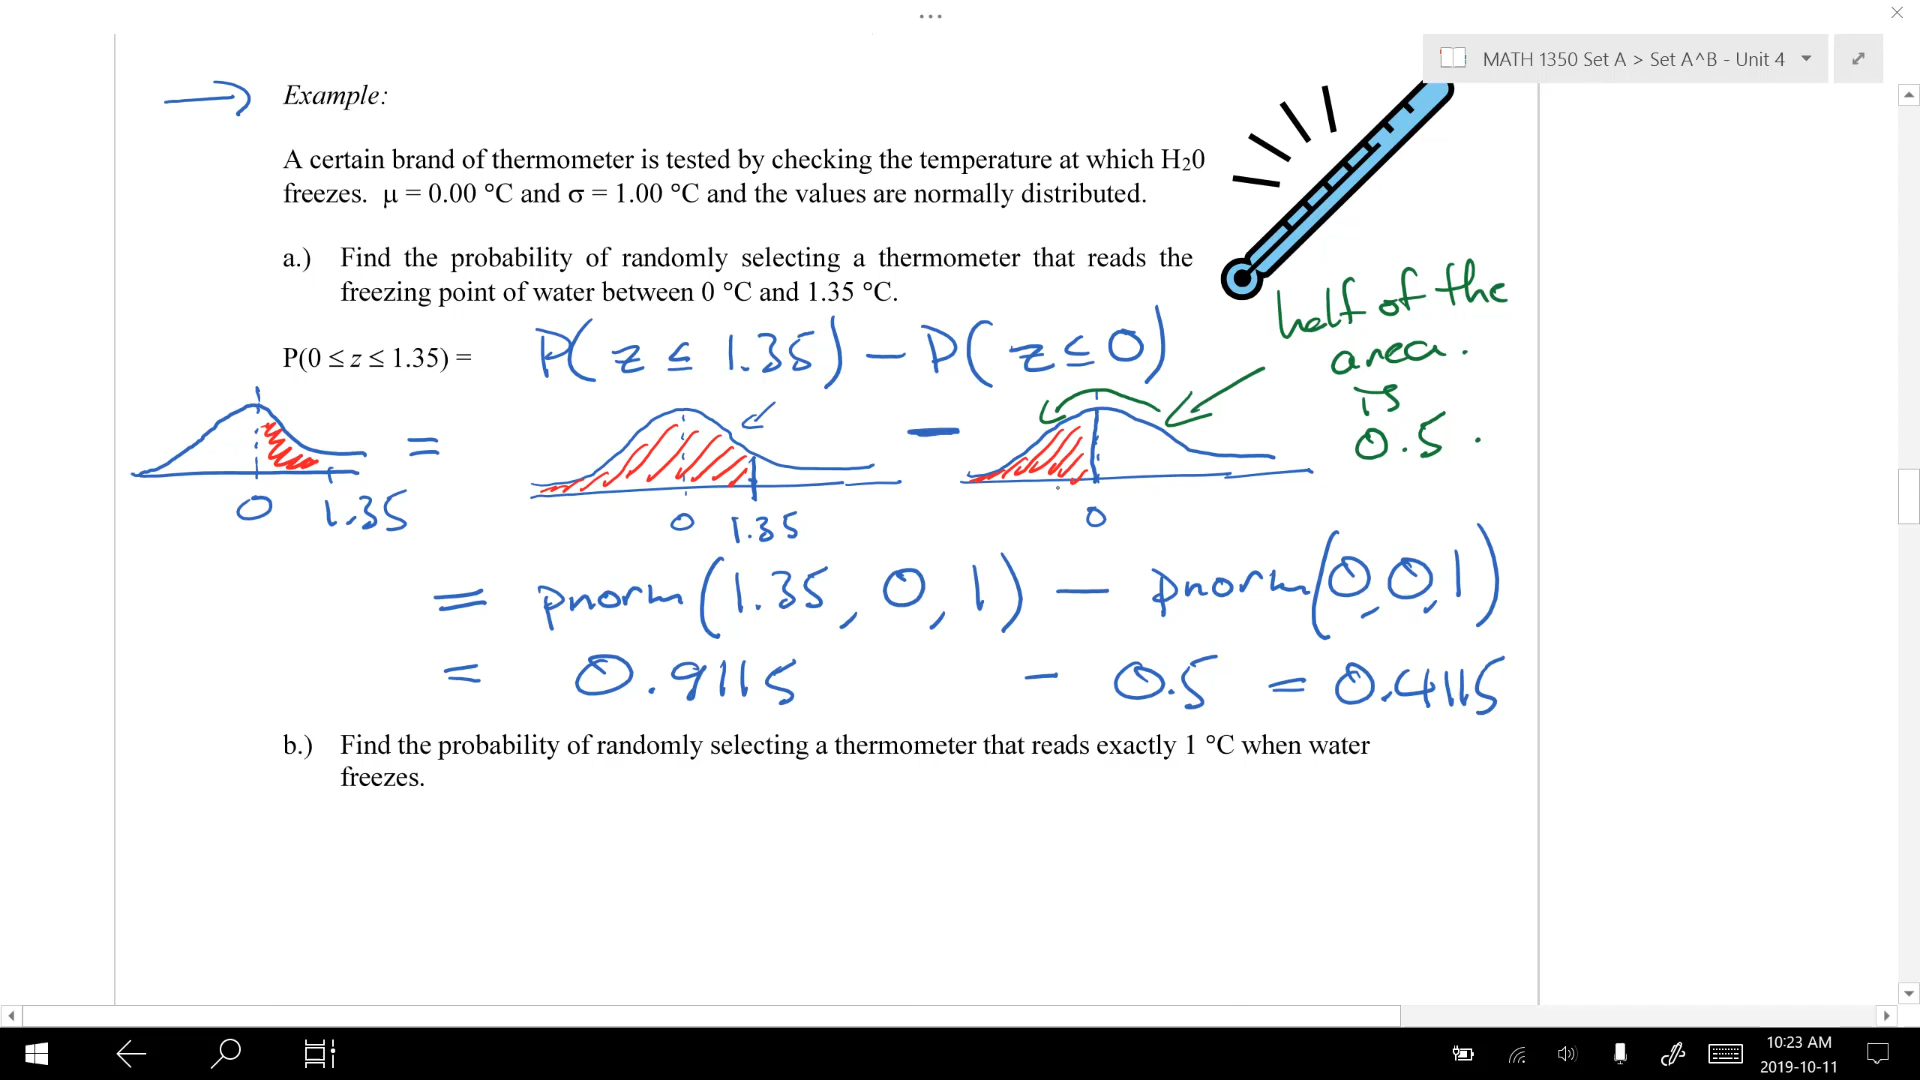 ...
MATH 1350 Set A > Set A^B - Unit 4
Example:
A certain brand of thermometer is tested by checking the temperature at which H₂0
freezes. μ = 0.00 °C and σ = 1.00 °C and the values are normally distributed.
a.) Find the probability of randomly selecting a thermometer that reads the
freezing point of water between 0 °C and 1.35 °C.
half of the
area.
is
0.5.
P(0 ≤ z ≤ 1.35) = P(z ≤ 1.35) - P(z ≤ 0)
= -
0 1.35 0 1.35 0
= pnorm(1.35, 0, 1) - pnorm(0, 0, 1)
= 0.9115 - 0.5 = 0.4115
b.) Find the probability of randomly selecting a thermometer that reads exactly 1 °C when water
freezes.
10:23 AM
2019-10-11